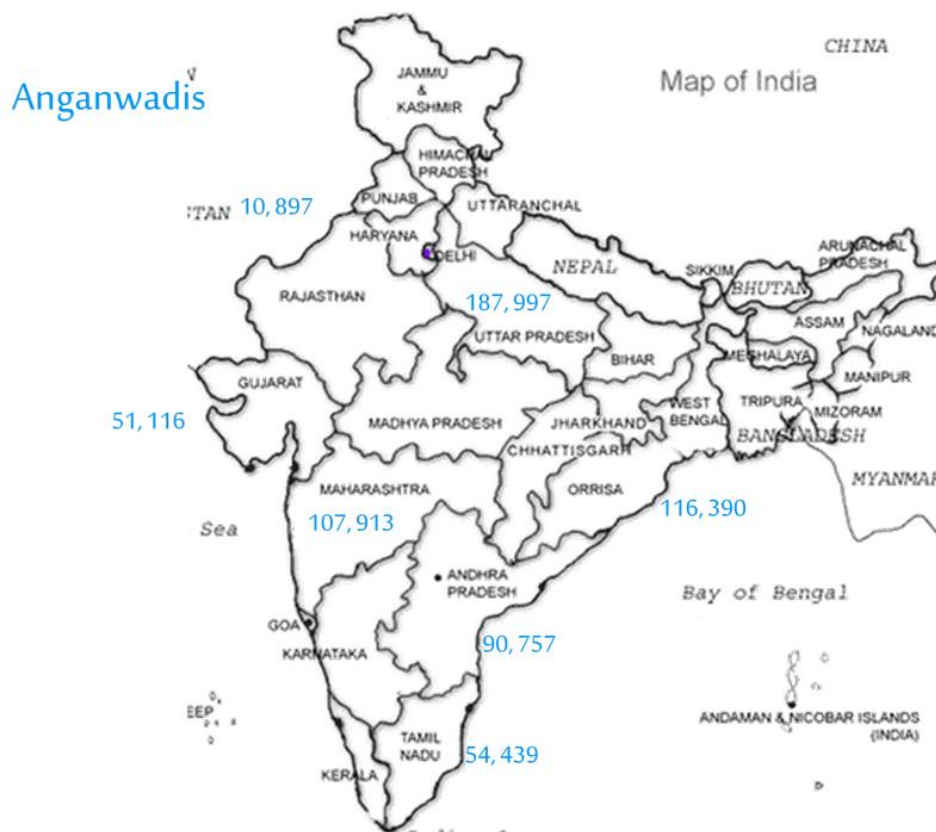 CHINA
Map of India
Anganwadis
JAMMU
&
KASHMIR
HIMACHAL
PRADESH
PUNJAB
UTTARANCHAL
STAN
10,897
HARYANA
DELHI
NEPAL
SIKKIM
BHUTAN
ARUNACHAL
PRADESH
RAJASTHAN
187,997
UTTAR PRADESH
ASSAM
NAGALAND
BIHAR
MEGHALAYA
MANIPUR
GUJARAT
51,116
MADHYA PRADESH
JHARKHAND
WEST
BENGAL
TRIPURA
MIZORAM
BANGLADESH
CHHATTISGARH
MYANMAR
MAHARASHTRA
ORRISA
107,913
116,390
Sea
ANDHRA
PRADESH
Bay of Bengal
GOA
KARNATAKA
90,757
EEP
ANDAMAN & NICOBAR ISLANDS
(INDIA)
TAMIL
NADU
54,439
KERALA